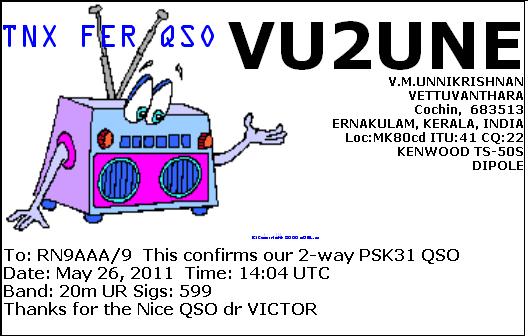 TNX FER QSO
VU2UNE
V.M.UNNIKRISHNAN
VETTUVANTHARA
Cochin, 683513
ERNAKULAM, KERALA, INDIA
Loc:MK80cd ITU:41 CQ:22
KENWOOD TS-50S
DIPOLE
To: RN9AAA/9 This confirms our 2-way PSK31 QSO
Date: May 26, 2011 Time: 14:04 UTC
Band: 20m UR Sigs: 599
Thanks for the Nice QSO dr VICTOR